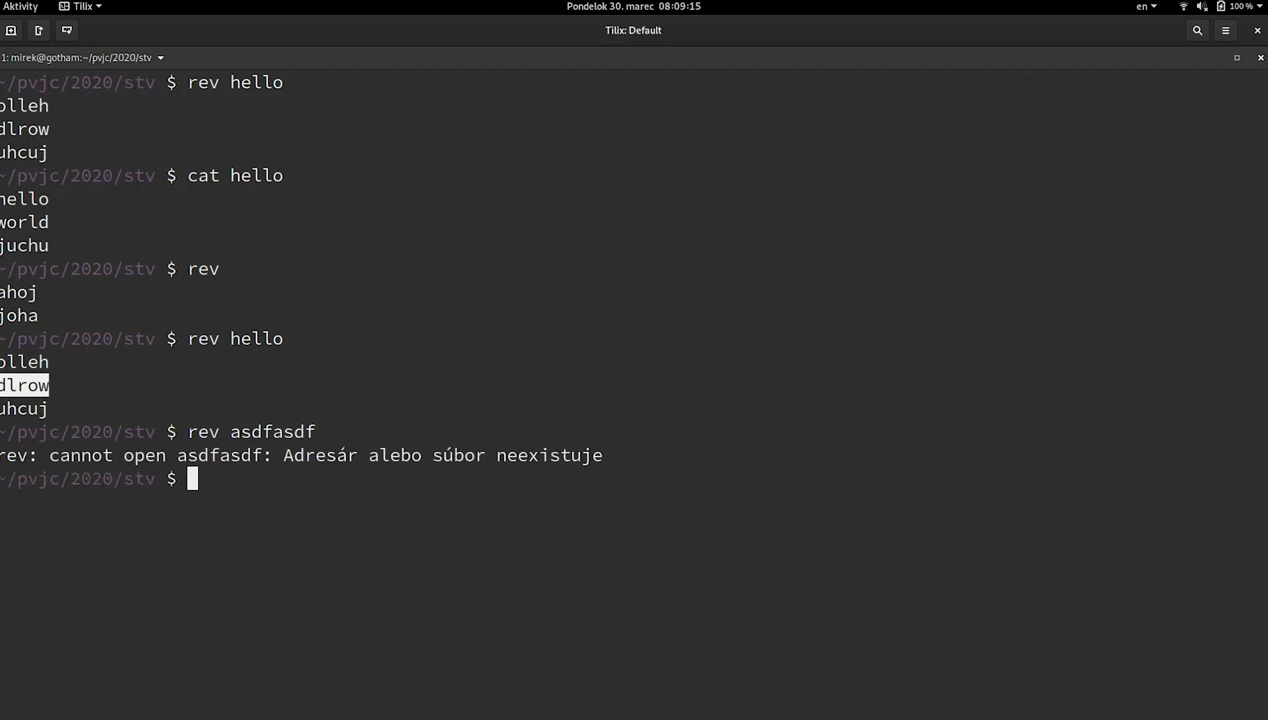 Aktivity Tilix Pondelok 30. marec 08:09:15 en 100 %
Tilix: Default
1: mirek@gotham:~/pvjc/2020/stv
~/pvjc/2020/stv $ rev hello
olleh
dlrow
uhcuj
~/pvjc/2020/stv $ cat hello
hello
world
juchu
~/pvjc/2020/stv $ rev
ahoj
joha
~/pvjc/2020/stv $ rev hello
olleh
dlrow
uhcuj
~/pvjc/2020/stv $ rev asdfasdf
rev: cannot open asdfasdf: Adresár alebo súbor neexistuje
~/pvjc/2020/stv $